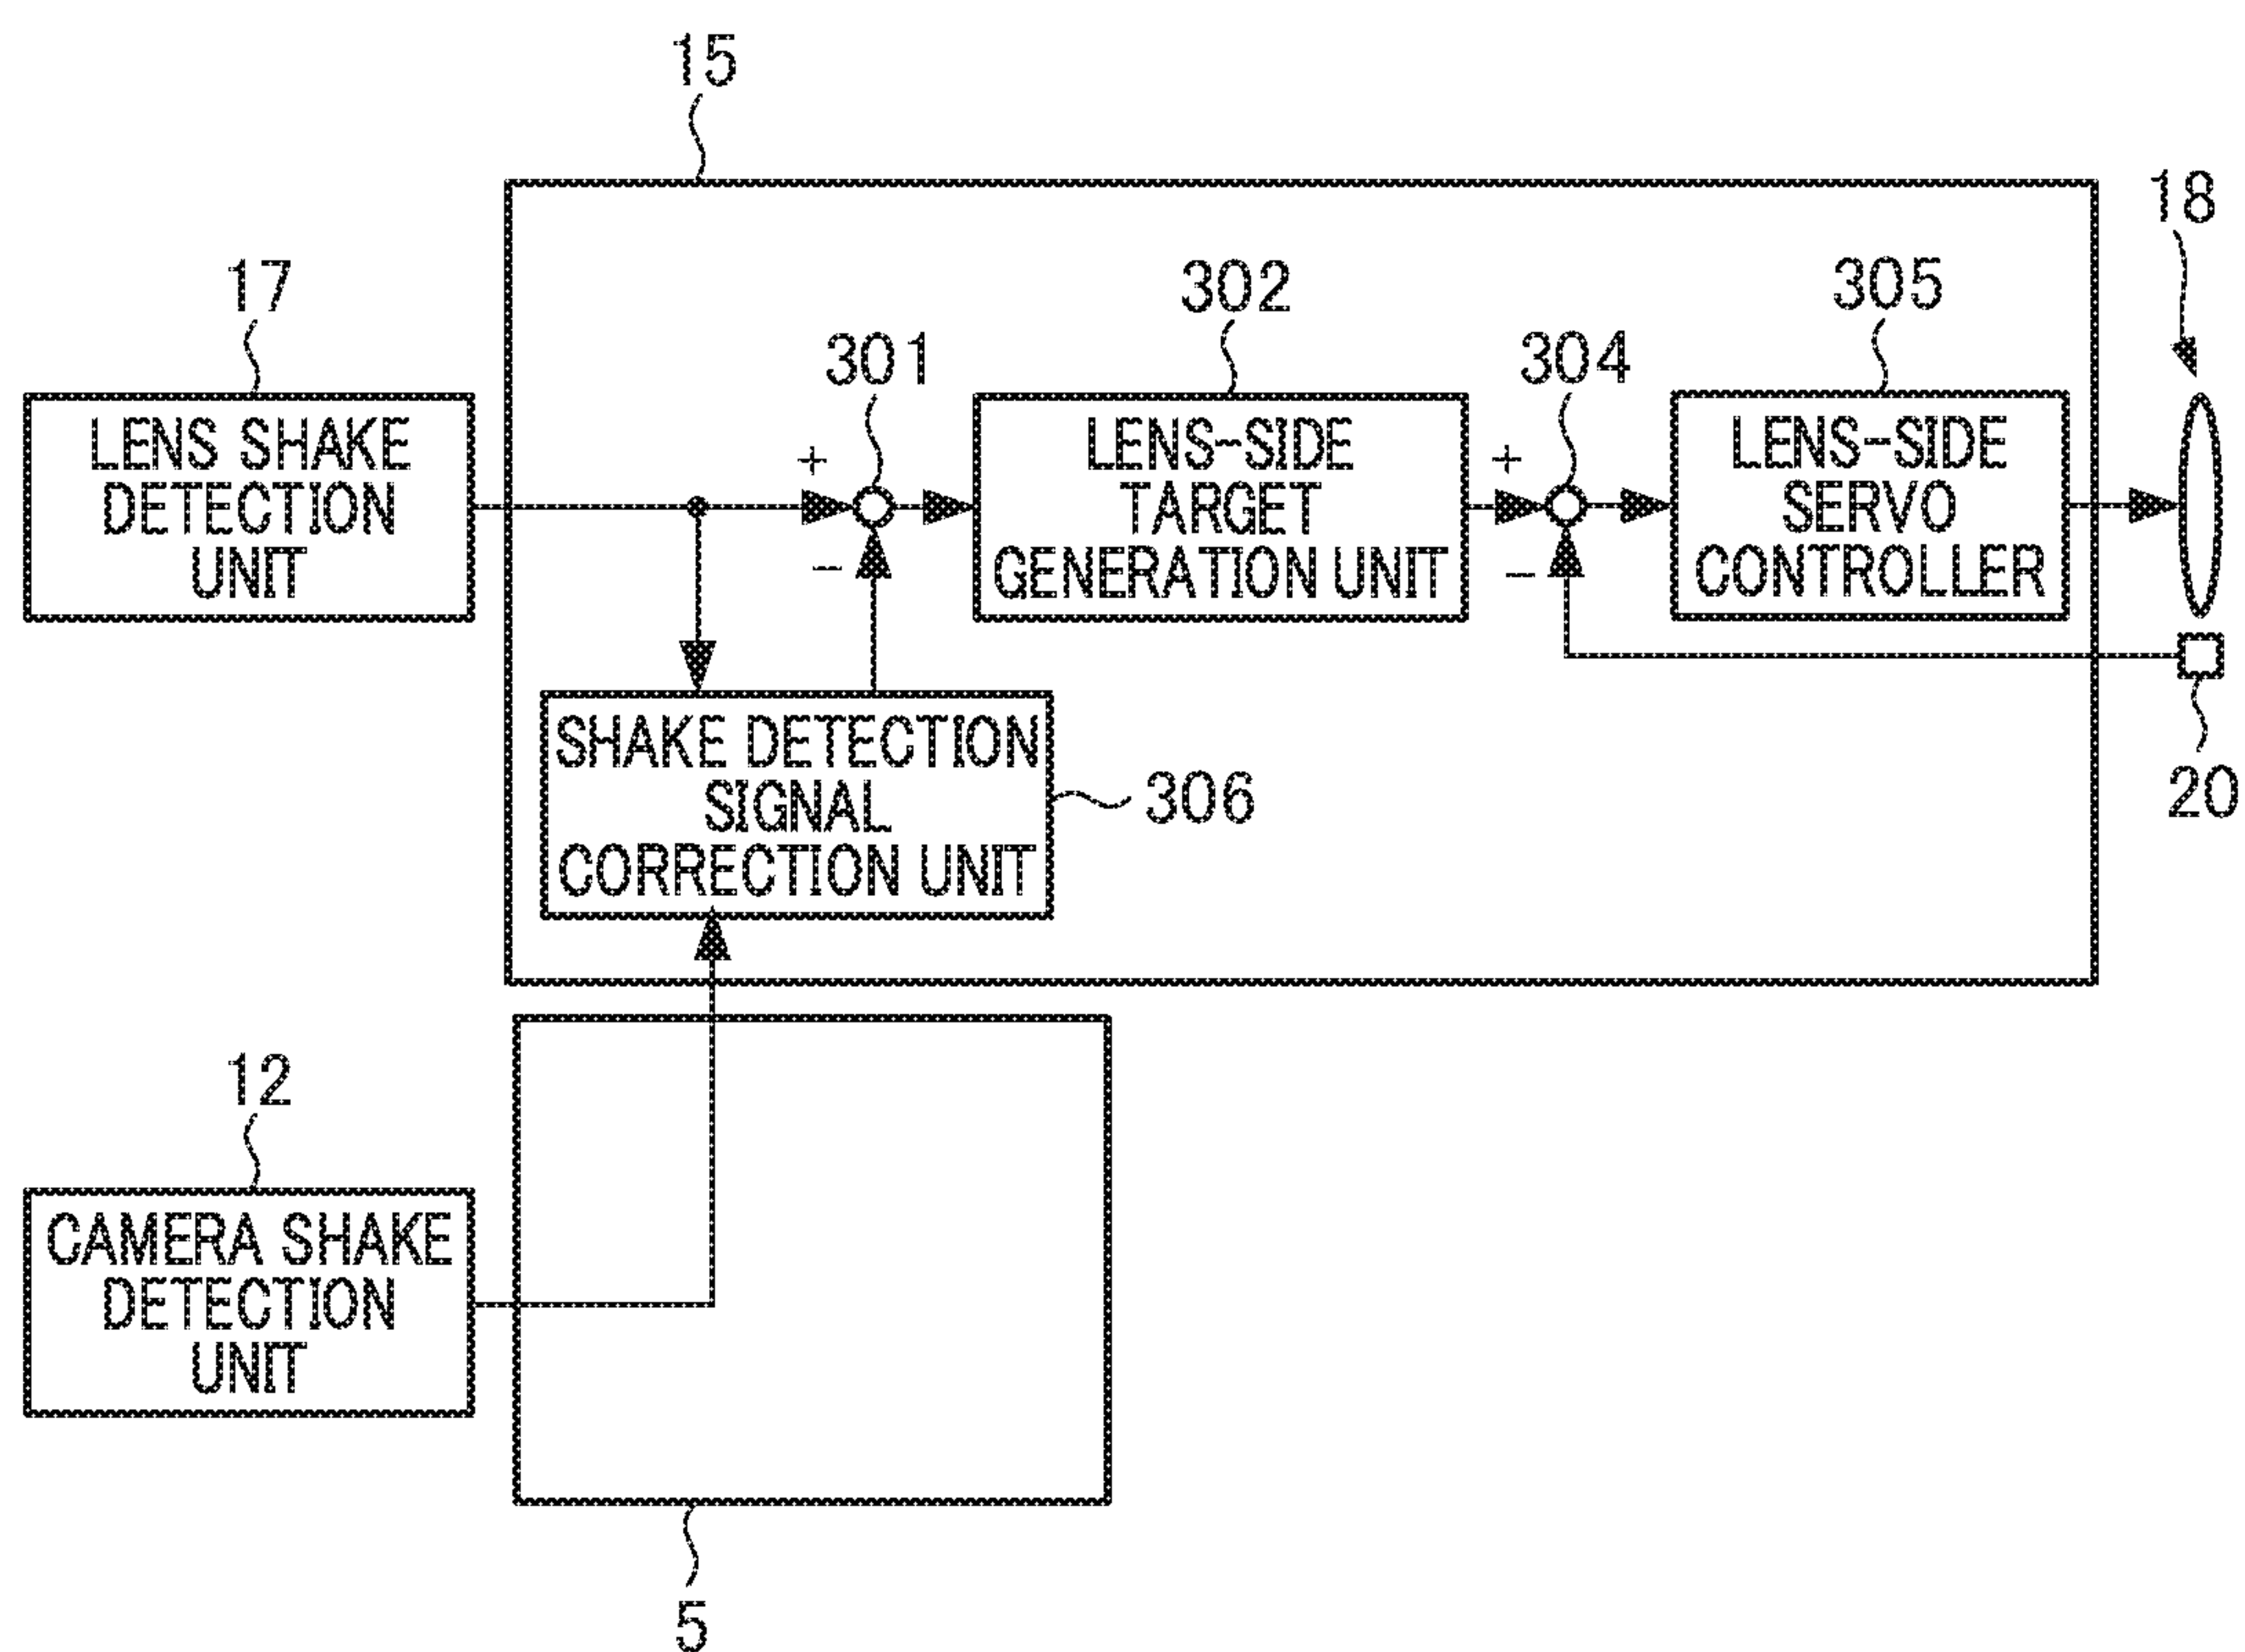 15
18
17
302
305
301
304
LENS SHAKE
DETECTION
UNIT
+
LENS-SIDE
TARGET
GENERATION UNIT
+
LENS-SIDE
SERVO
CONTROLLER
-
-
20
SHAKE DETECTION
SIGNAL
CORRECTION UNIT
306
12
CAMERA SHAKE
DETECTION
UNIT
5